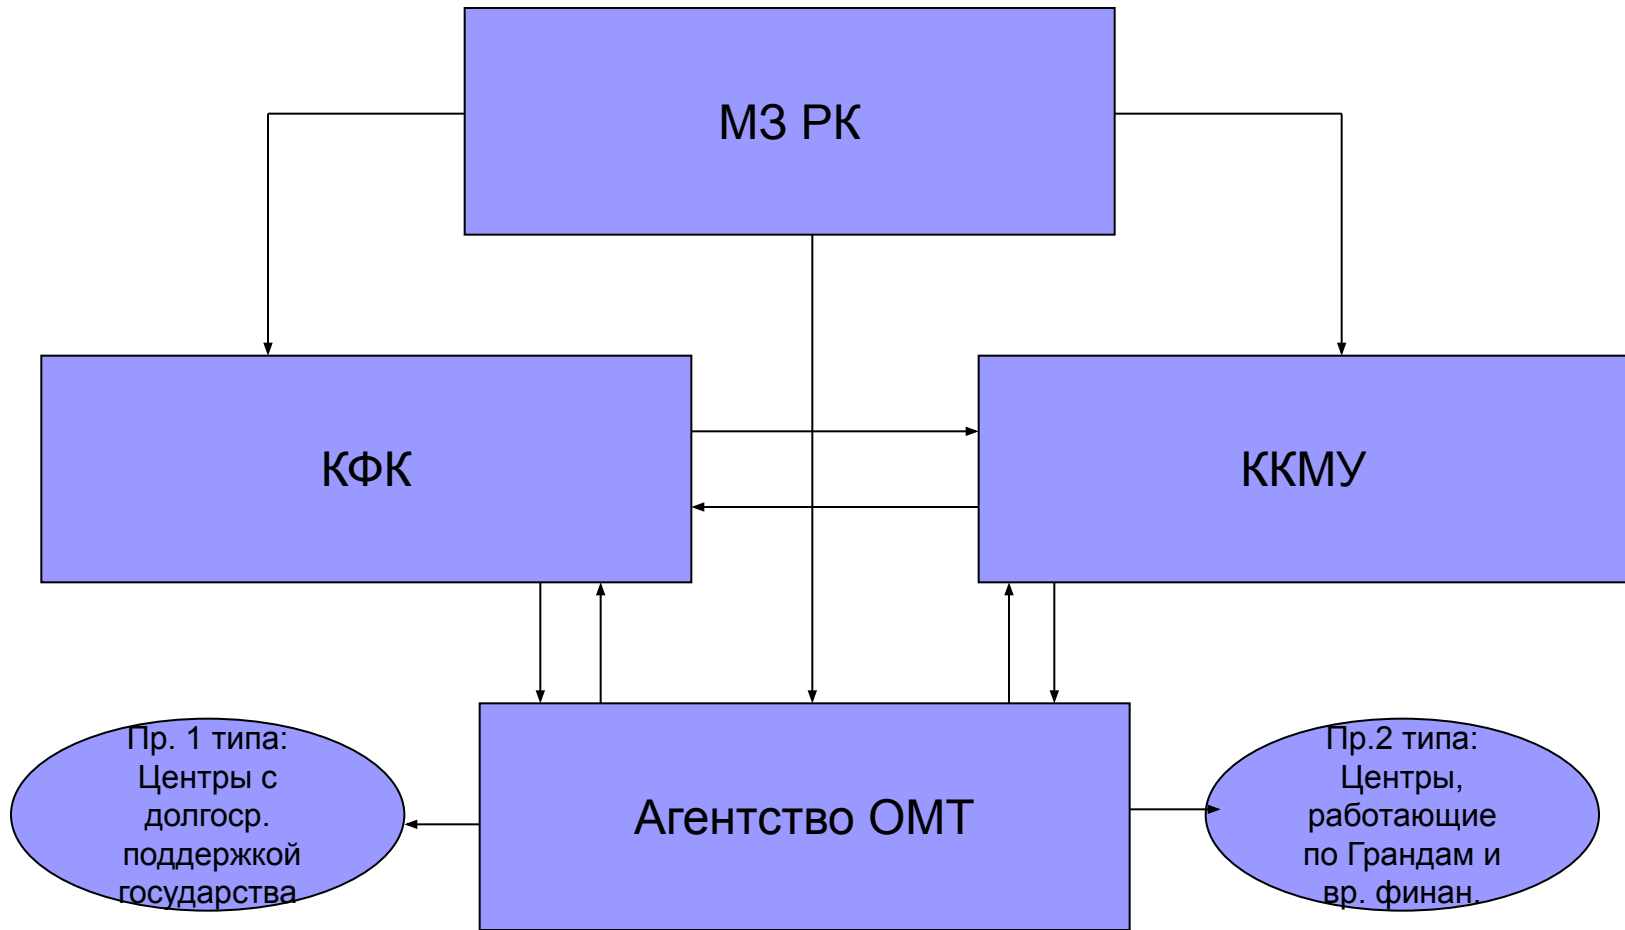 МЗ РК
КФК
ККМУ
Пр. 1 типа:
Центры с
долгоср.
поддержкой
государства
Агентство ОМТ
Пр.2 типа:
Центры,
работающие
по Грандам и
вр. финан.